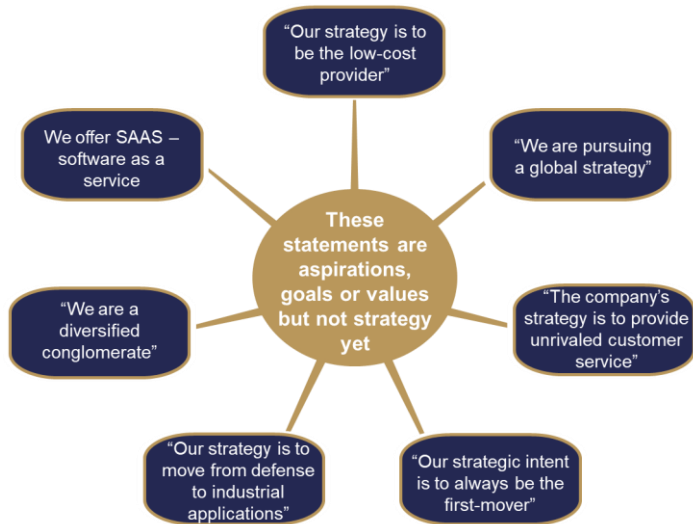 “Our strategy is to
be the low-cost
provider”
We offer SAAS –
software as a
service
“We are pursuing
a global strategy”
These
statements are
aspirations,
goals or values
but not strategy
yet
“We are a
diversified
conglomerate”
“The company’s
strategy is to provide
unrivaled customer
service”
“Our strategy is to
move from defense
to industrial
applications”
“Our strategic intent
is to always be the
first-mover”